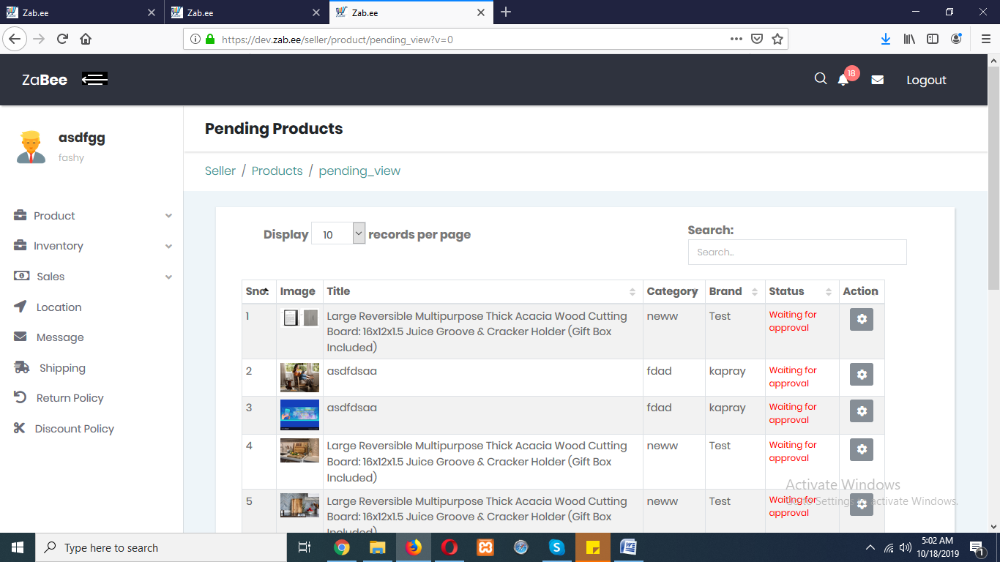 Zab.ee
Zab.ee
Zab.ee
https://dev.zab.ee/seller/product/pending_view?v=0
ZaBee
18
Logout
asdfgg
fashy
Product
Inventory
Sales
Location
Message
Shipping
Return Policy
Discount Policy
Pending Products
Seller / Products / pending_view
Display 10 records per page
Search:
Search...
Sno. Image Title Category Brand Status Action
1 Large Reversible Multipurpose Thick Acacia Wood Cutting neww Test Waiting for
Board: 16x12x1.5 Juice Groove & Cracker Holder (Gift Box approval
Included)
2 asdfdsaa fdad kapray Waiting for
approval
3 asdfdsaa fdad kapray Waiting for
approval
4 Large Reversible Multipurpose Thick Acacia Wood Cutting neww Test Waiting for
Board: 16x12x1.5 Juice Groove & Cracker Holder (Gift Box approval
Included)
5 Large Reversible Multipurpose Thick Acacia Wood Cutting neww Test Waiting for
Board: 16x12x1.5 Juice Groove & Cracker Holder (Gift Box approval
Included)
Activate Windows
Go to Settings to activate Windows.
Type here to search
5:02 AM
10/18/2019
1